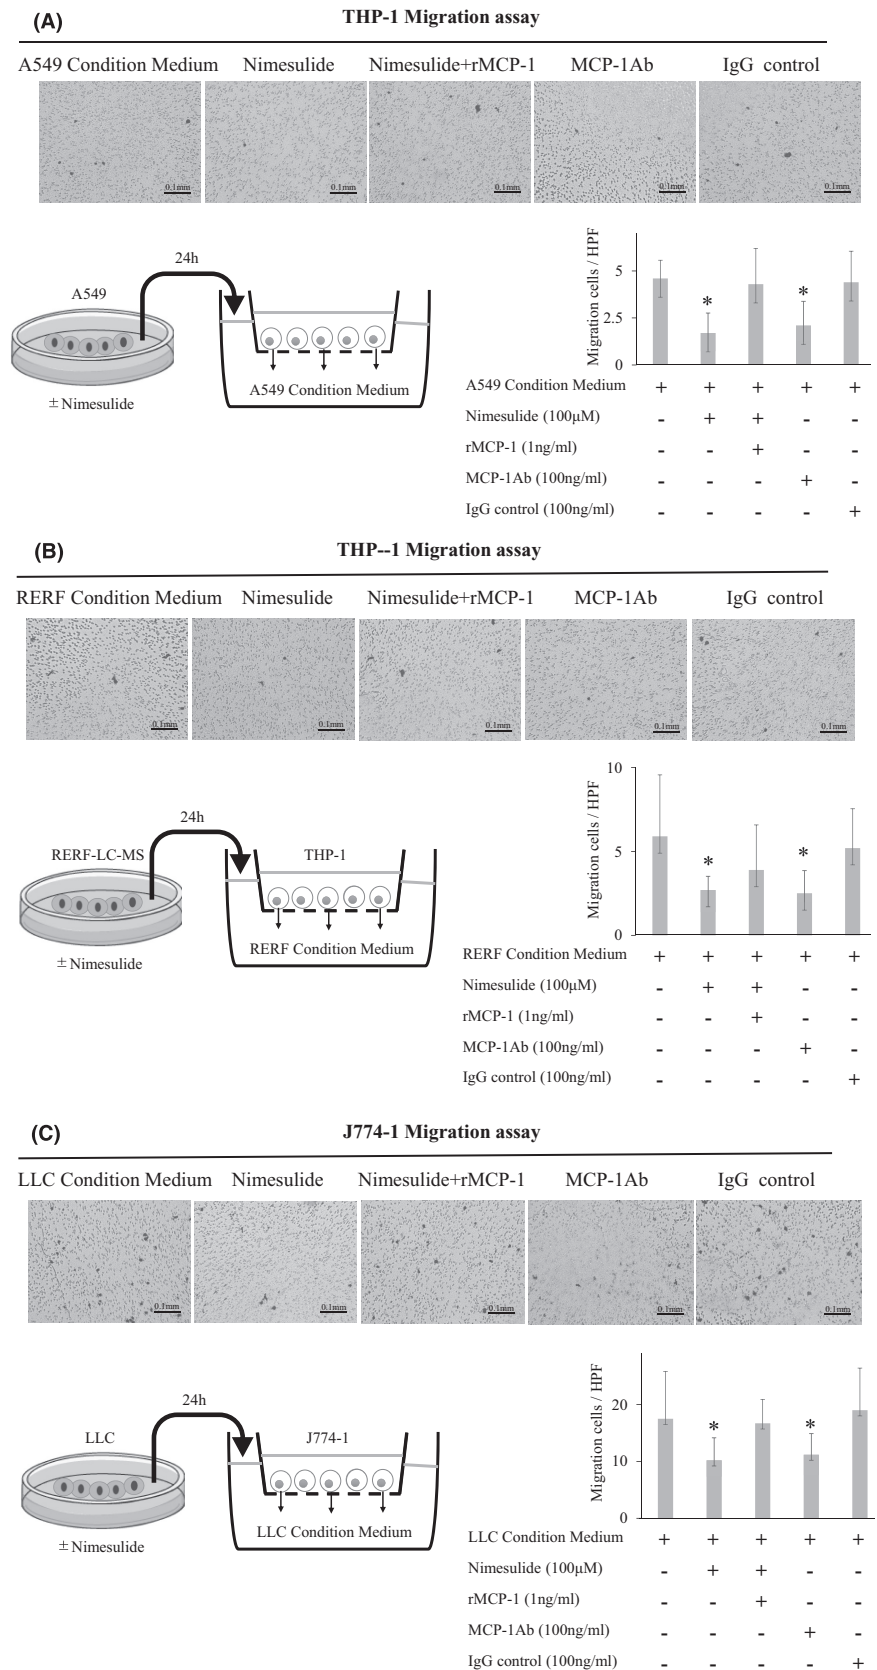 (A)
THP-1 Migration assay
A549 Condition Medium Nimesulide Nimesulide+rMCP-1 MCP-1Ab IgG control
0.1mm 0.1mm 0.1mm 0.1mm 0.1mm
24h
A549
± Nimesulide
A549 Condition Medium
Migration cells / HPF
5
2.5
0
* *
A549 Condition Medium + + + + +
Nimesulide (100μM) - + + - -
rMCP-1 (1ng/ml) - - + - -
MCP-1Ab (100ng/ml) - - - + -
IgG control (100ng/ml) - - - - +
(B)
THP--1 Migration assay
RERF Condition Medium Nimesulide Nimesulide+rMCP-1 MCP-1Ab IgG control
0.1mm 0.1mm 0.1mm 0.1mm 0.1mm
24h
RERF-LC-MS
± Nimesulide
THP-1
RERF Condition Medium
Migration cells / HPF
10
5
0
* *
RERF Condition Medium + + + + +
Nimesulide (100μM) - + + - -
rMCP-1 (1ng/ml) - - + - -
MCP-1Ab (100ng/ml) - - - + -
IgG control (100ng/ml) - - - - +
(C)
J774-1 Migration assay
LLC Condition Medium Nimesulide Nimesulide+rMCP-1 MCP-1Ab IgG control
0.1mm 0.1mm 0.1mm 0.1mm 0.1mm
24h
LLC
± Nimesulide
J774-1
LLC Condition Medium
Migration cells / HPF
20
10
0
* *
LLC Condition Medium + + + + +
Nimesulide (100μM) - + + - -
rMCP-1 (1ng/ml) - - + - -
MCP-1Ab (100ng/ml) - - - + -
IgG control (100ng/ml) - - - - +